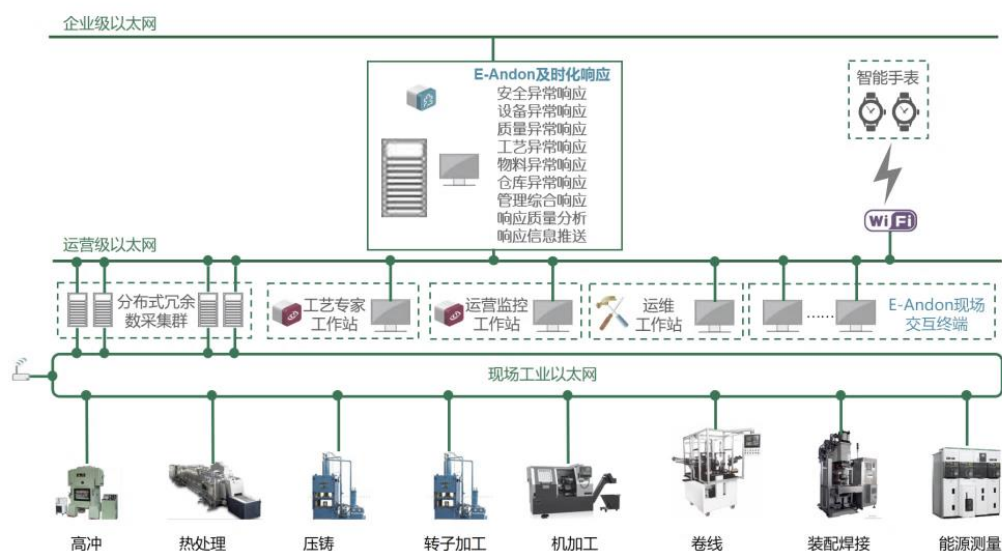 企业级以太网
E-Andon及时化响应
安全异常响应
设备异常响应
质量异常响应
工艺异常响应
物料异常响应
仓库异常响应
管理综合响应
响应质量分析
响应信息推送
智能手表
WiFi
运营级以太网
分布式冗余
数采集群
工艺专家
工作站
运营监控
工作站
运维
工作站
......
E-Andon现场
交互终端
现场工业以太网
高冲
热处理
压铸
转子加工
机加工
卷线
装配焊接
能源测量